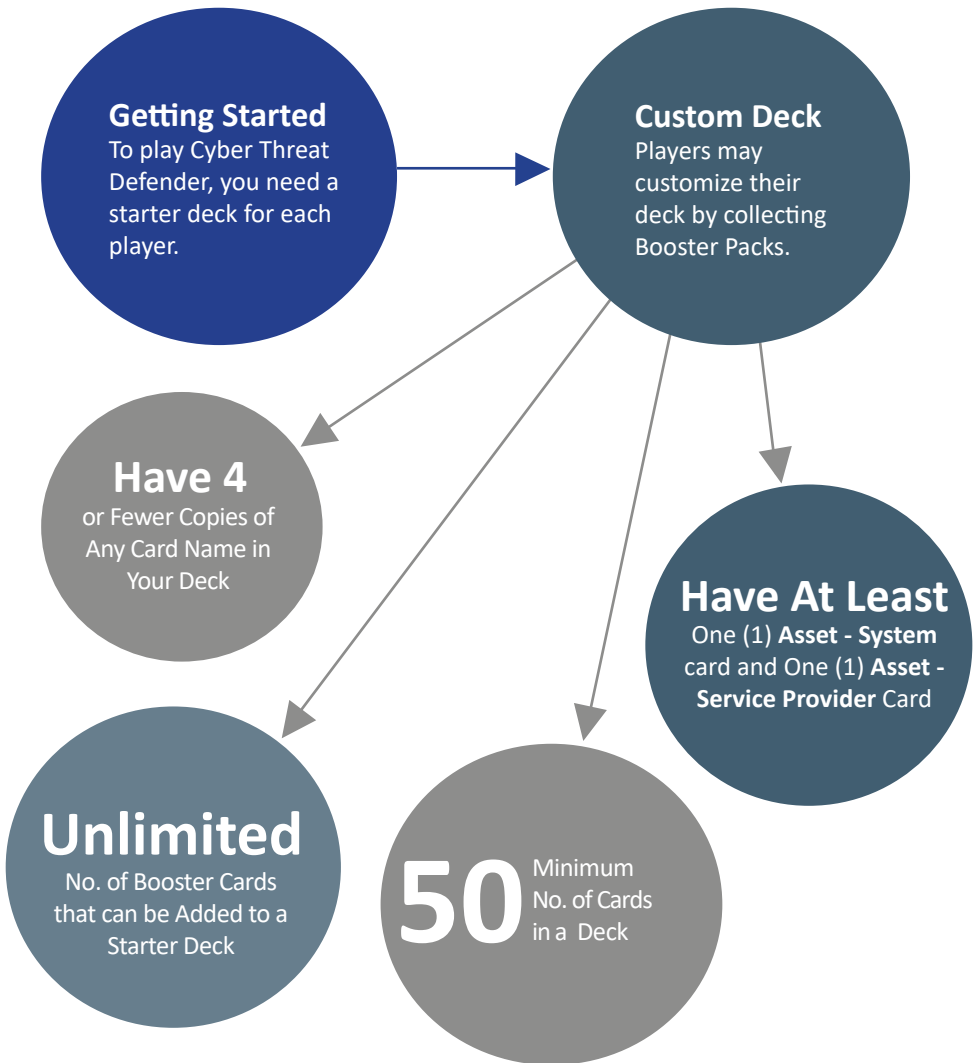 Getting Started
To play Cyber Threat
Defender, you need a
starter deck for each
player.
Custom Deck
Players may
customize their
deck by collecting
Booster Packs.
Have 4
or Fewer Copies of
Any Card Name in
Your Deck
Have At Least
One (1) Asset - System
card and One (1) Asset -
Service Provider Card
Unlimited
No. of Booster Cards
that can be Added to a
Starter Deck
50
Minimum
No. of Cards
in a Deck